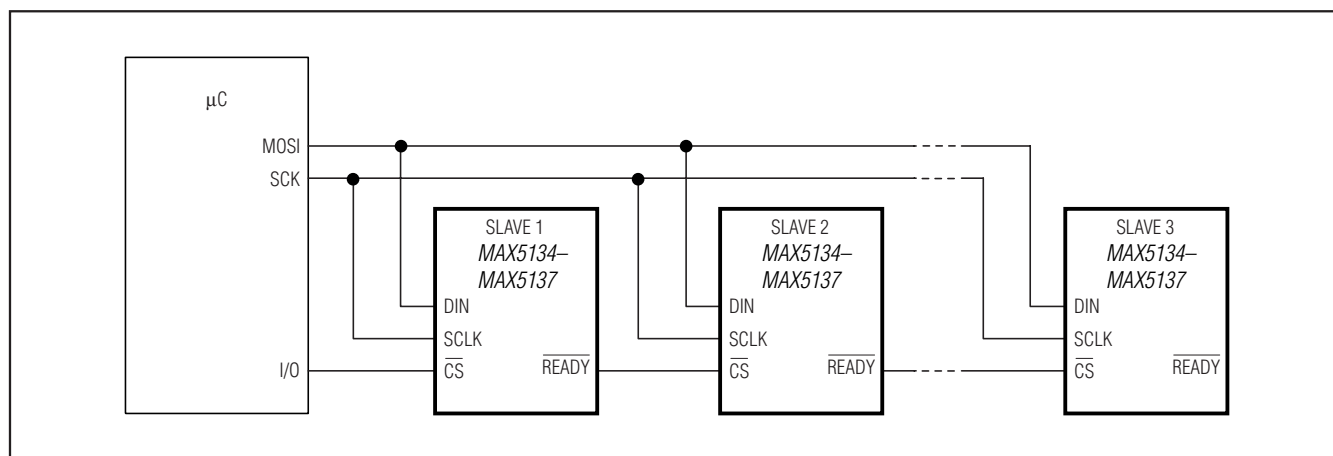 μC
MOSI
SCK
I/O
SLAVE 1
MAX5134–
MAX5137
DIN
SCLK
CS
READY
SLAVE 2
MAX5134–
MAX5137
DIN
SCLK
CS
READY
SLAVE 3
MAX5134–
MAX5137
DIN
SCLK
CS
READY